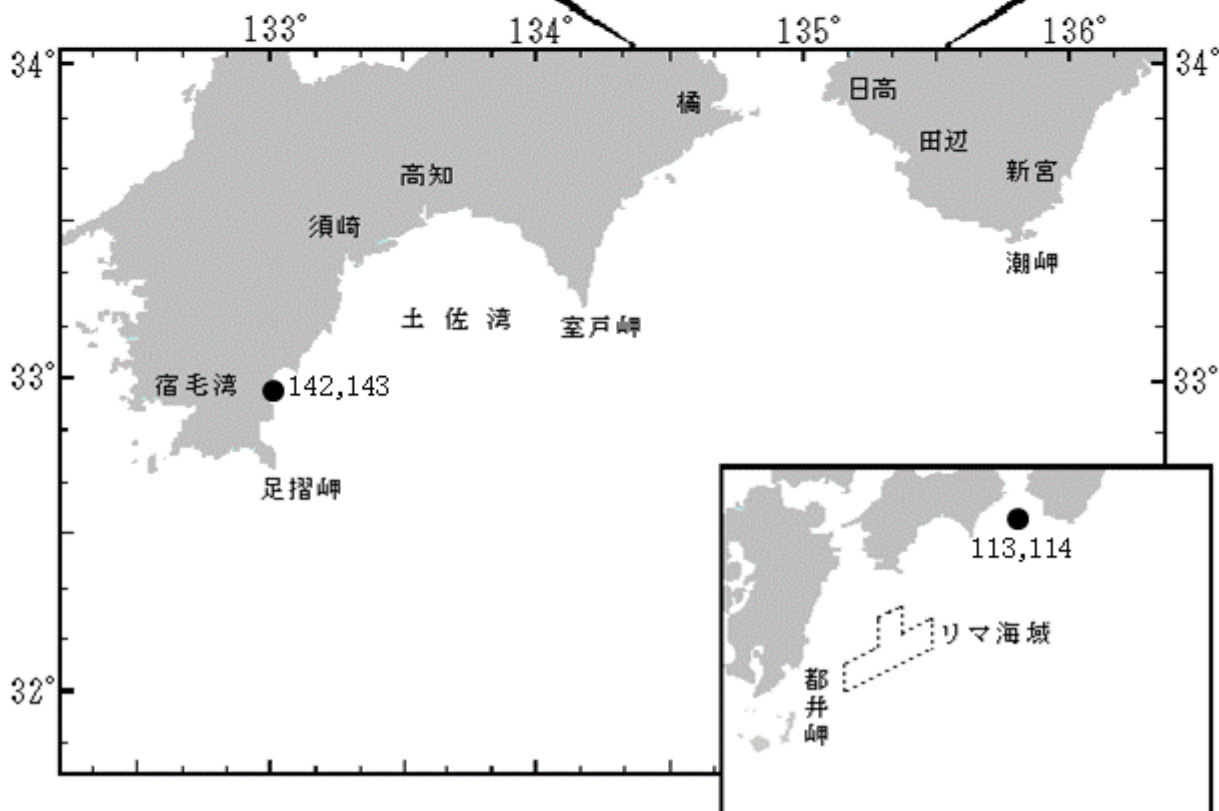 133° 134° 135° 136°
34° 34°
橘 日高
田辺
高知 新宮
須崎
潮岬
土佐湾 室戸岬
33° 33°
宿毛湾 142,143
足摺岬
113,114
リマ海域
32°
都井岬